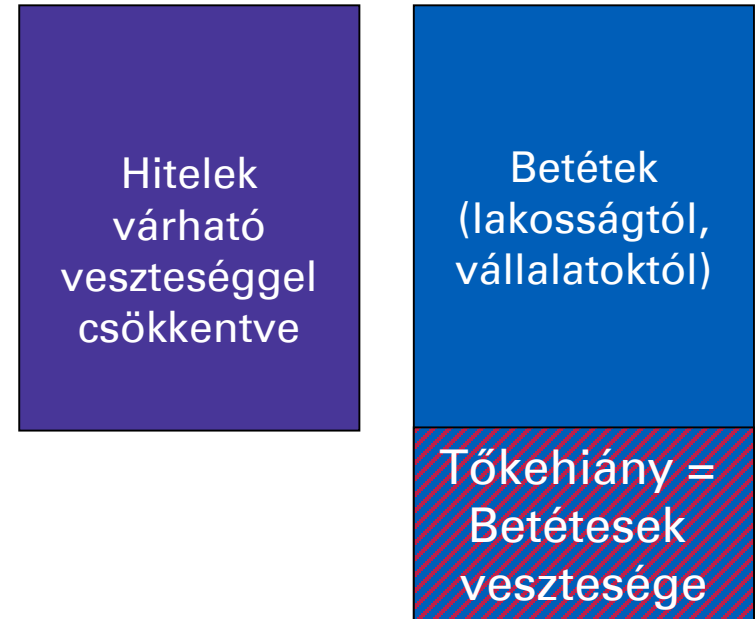 Hitelek
várható
veszteséggel
csökkentve
Betétek
(lakosságtól,
vállalatoktól)
Tőkehiány =
Betétesek
vesztesége